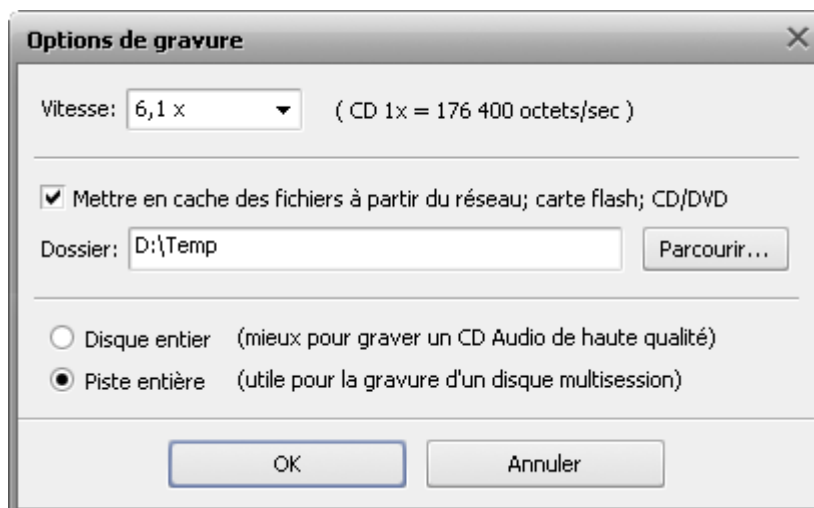 Options de gravure
Vitesse: 6,1 x ( CD 1x = 176 400 octets/sec )
Mettre en cache des fichiers à partir du réseau; carte flash; CD/DVD
Dossier: D:\Temp Parcourir...
Disque entier (mieux pour graver un CD Audio de haute qualité)
Piste entière (utile pour la gravure d'un disque multisession)
OK Annuler